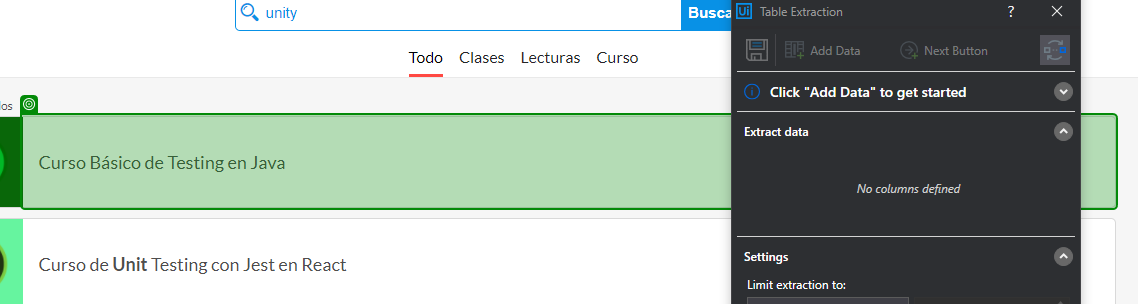 unity
Busca
Todo Clases Lecturas Curso
dos
Curso Básico de Testing en Java
Curso de Unit Testing con Jest en React
Ui Table Extraction ? ×
Add Data Next Button
Click "Add Data" to get started
Extract data
No columns defined
Settings
Limit extraction to: